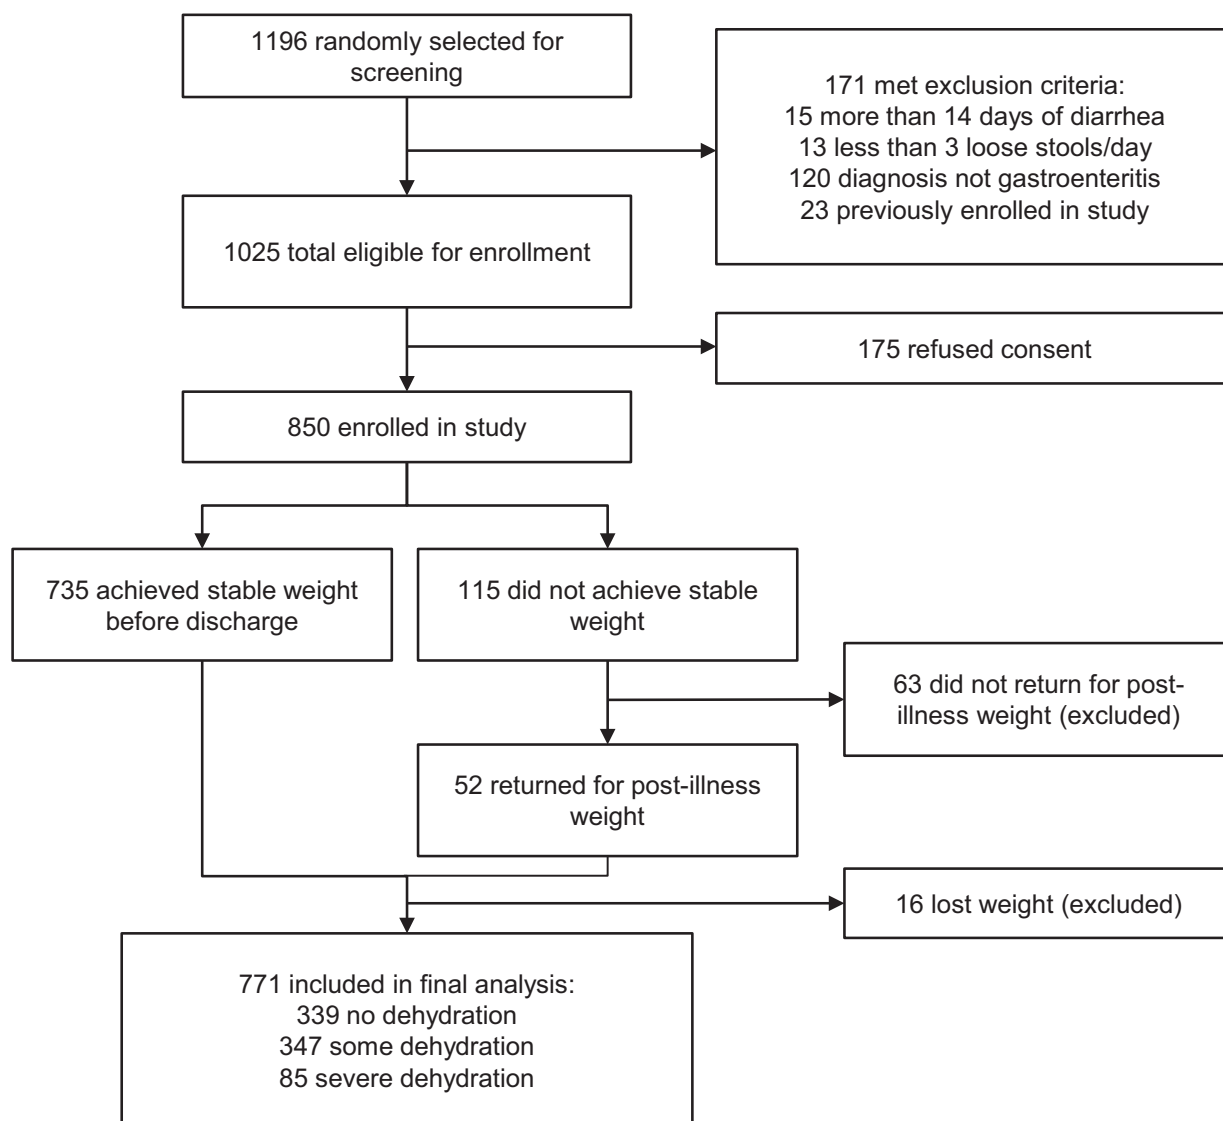 1196 randomly selected for
screening
171 met exclusion criteria:
15 more than 14 days of diarrhea
13 less than 3 loose stools/day
120 diagnosis not gastroenteritis
23 previously enrolled in study
1025 total eligible for enrollment
175 refused consent
850 enrolled in study
735 achieved stable weight
before discharge
115 did not achieve stable
weight
63 did not return for post-
illness weight (excluded)
52 returned for post-illness
weight
16 lost weight (excluded)
771 included in final analysis:
339 no dehydration
347 some dehydration
85 severe dehydration